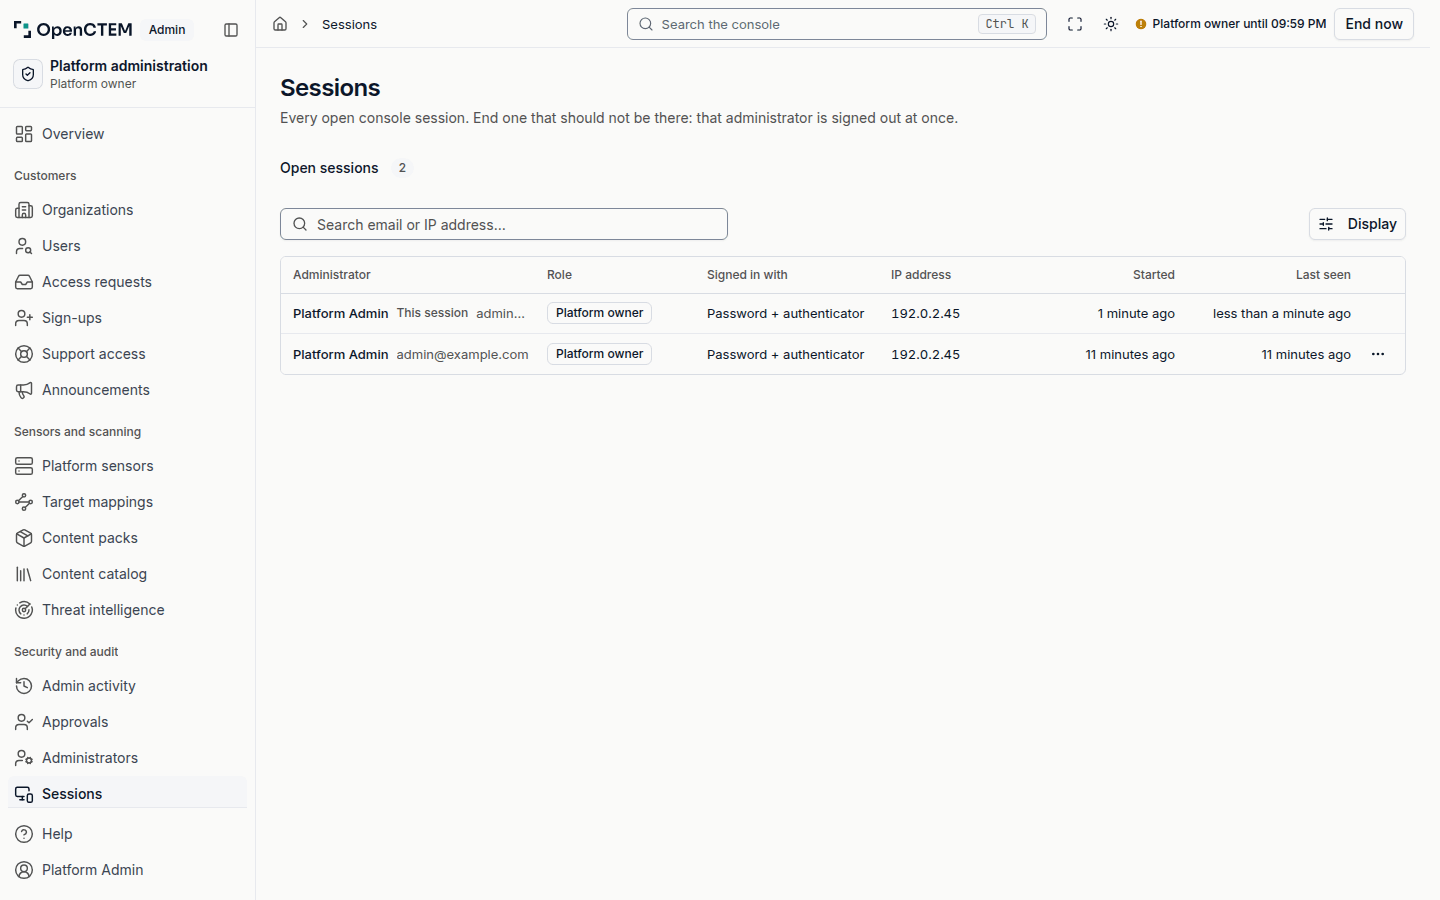 OpenCTEM Admin
Platform administration
Platform owner
Overview
Customers
Organizations
Users
Access requests
Sign-ups
Support access
Announcements
Sensors and scanning
Platform sensors
Target mappings
Content packs
Content catalog
Threat intelligence
Security and audit
Admin activity
Approvals
Administrators
Sessions
Help
Platform Admin
Sessions
Search the console Ctrl K
Platform owner until 09:59 PM End now
Sessions
Every open console session. End one that should not be there: that administrator is signed out at once.
Open sessions 2
Search email or IP address...
Display
Administrator Role Signed in with IP address Started Last seen
Platform Admin This session admin... Platform owner Password + authenticator 192.0.2.45 1 minute ago less than a minute ago
Platform Admin admin@example.com Platform owner Password + authenticator 192.0.2.45 11 minutes ago 11 minutes ago